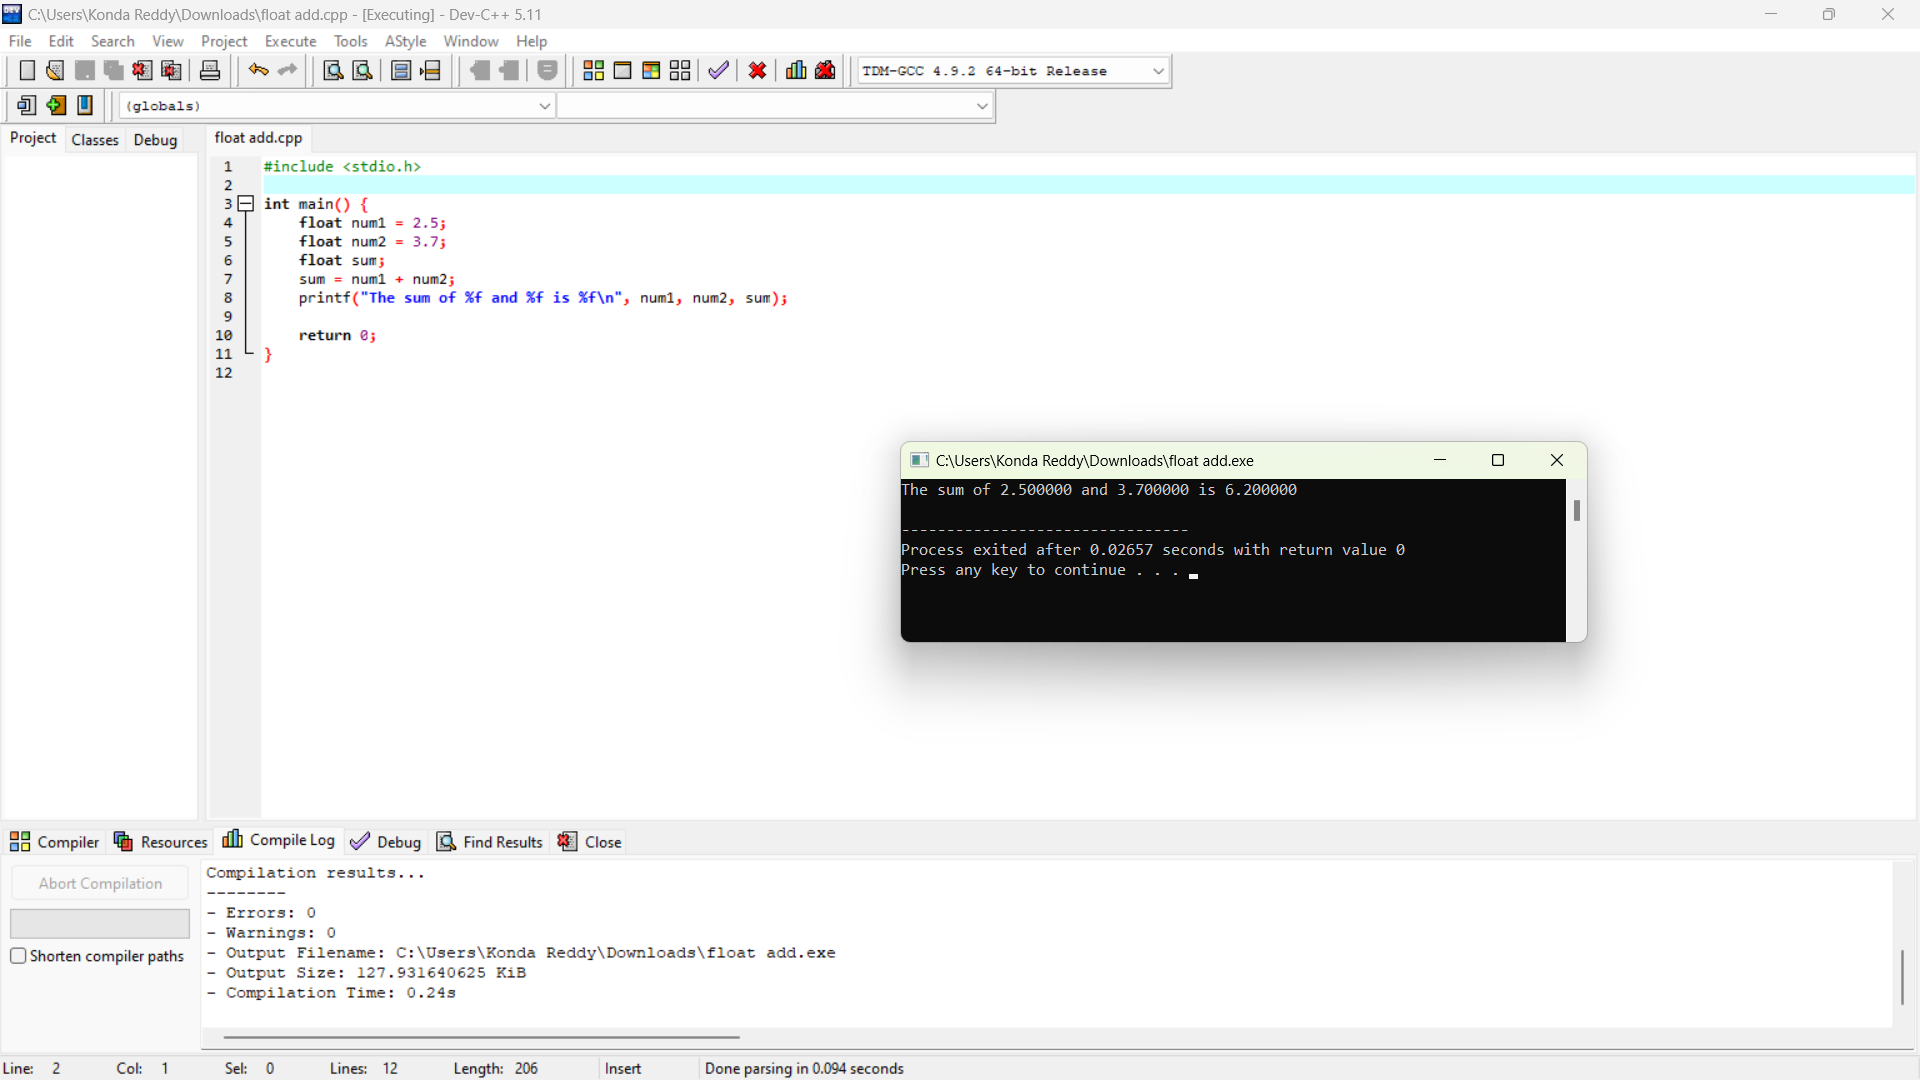 C:\Users\Konda Reddy\Downloads\float add.cpp - [Executing] - Dev-C++ 5.11
File Edit Search View Project Execute Tools AStyle Window Help
TDM-GCC 4.9.2 64-bit Release
(globals)
Project Classes Debug
float add.cpp
1 #include <stdio.h>
2
3 int main() {
4 float num1 = 2.5;
5 float num2 = 3.7;
6 float sum;
7 sum = num1 + num2;
8 printf("The sum of %f and %f is %f\n", num1, num2, sum);
9
10 return 0;
11 }
12
C:\Users\Konda Reddy\Downloads\float add.exe
The sum of 2.500000 and 3.700000 is 6.200000
--------------------------------
Process exited after 0.02657 seconds with return value 0
Press any key to continue . . .
Compiler Resources Compile Log Debug Find Results Close
Abort Compilation
Shorten compiler paths
Compilation results...
--------
- Errors: 0
- Warnings: 0
- Output Filename: C:\Users\Konda Reddy\Downloads\float add.exe
- Output Size: 127.931640625 KiB
- Compilation Time: 0.24s
Line: 2 Col: 1 Sel: 0 Lines: 12 Length: 206 Insert Done parsing in 0.094 seconds